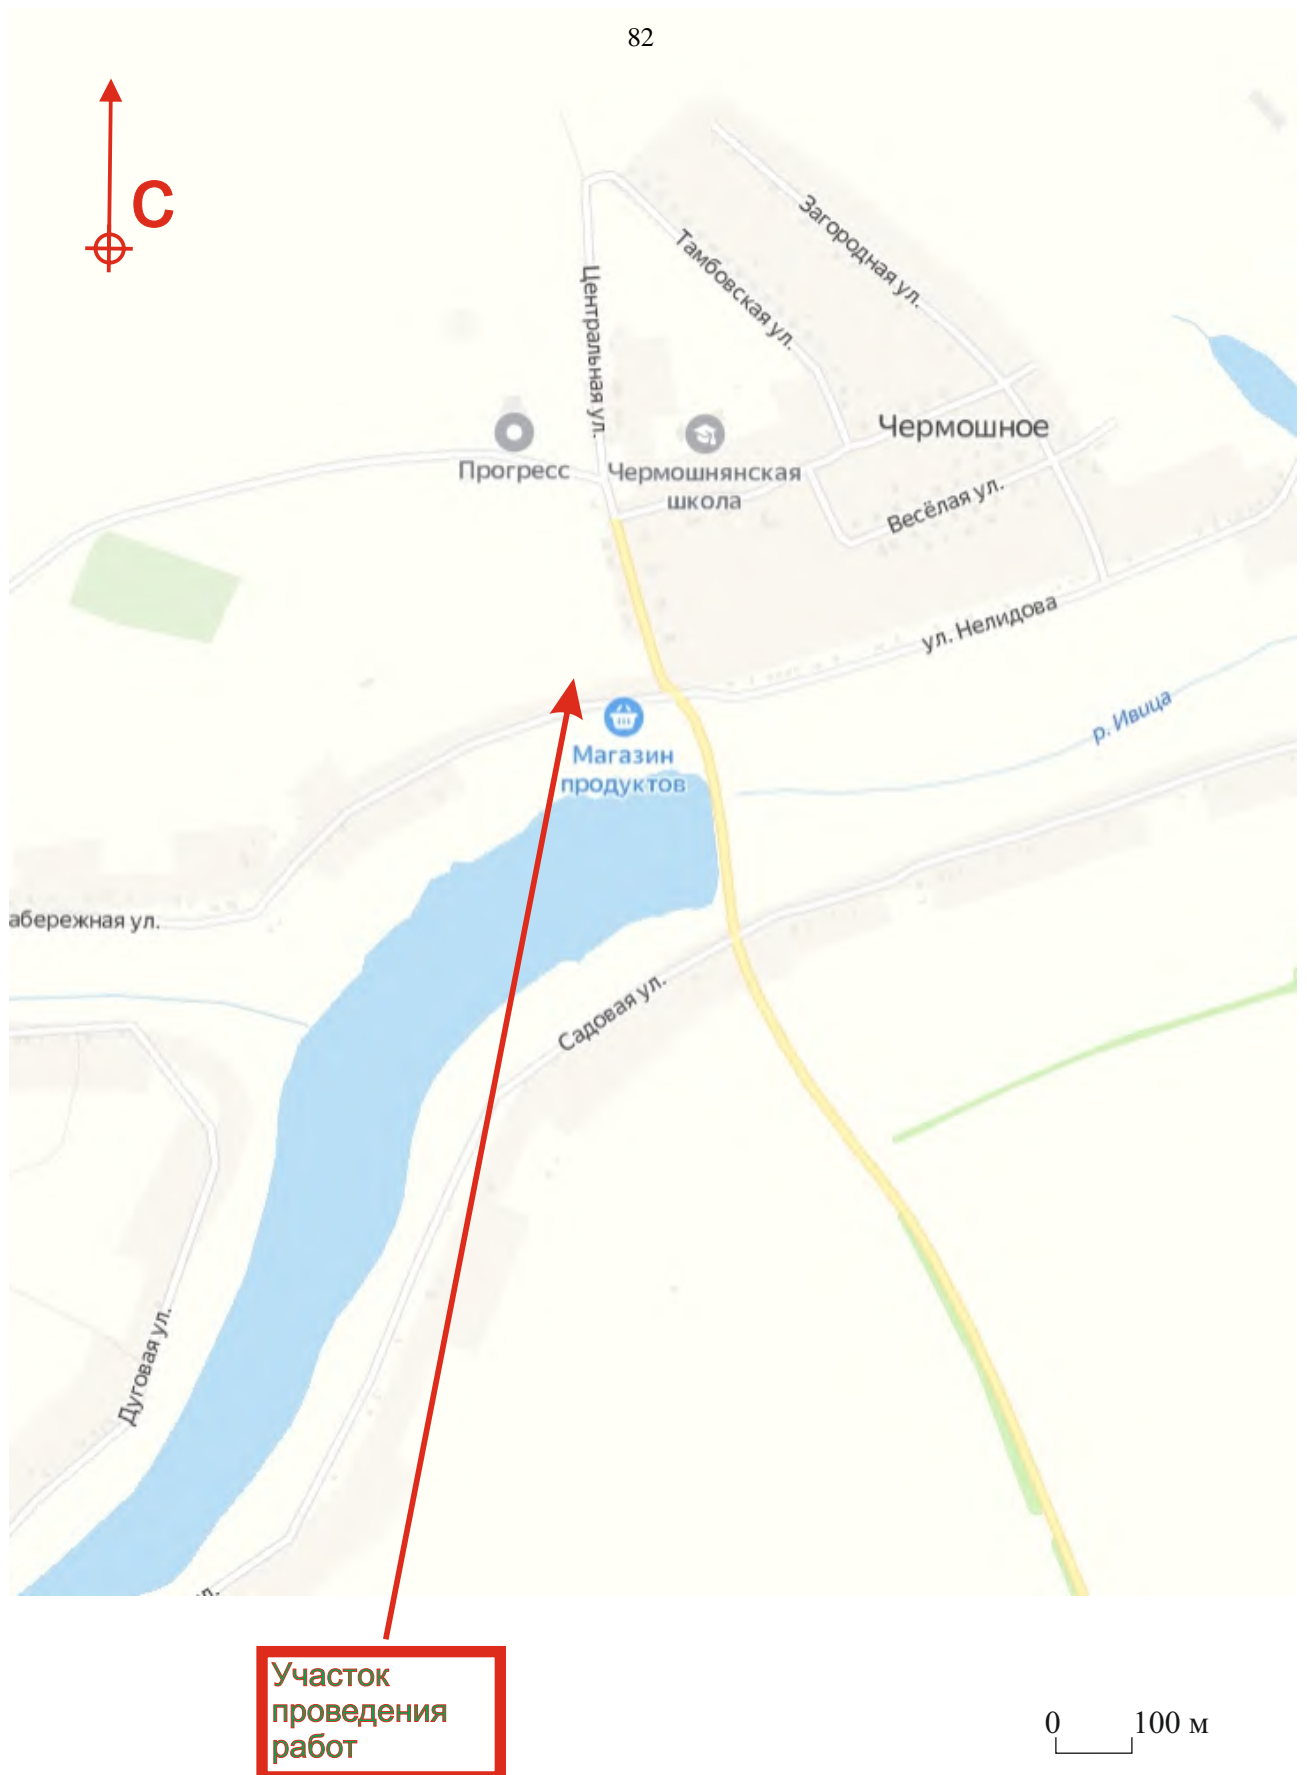 82
С
Загородная ул.
Тамбовская ул.
Центральная ул.
Чермошное
Прогресс
Чермошнянская
школа
Весёлая ул.
ул. Нелидова
р. Ивица
Магазин
продуктов
абережная ул.
Садовая ул.
Дуговая ул.
л.
Участок
проведения
работ
0 100 м